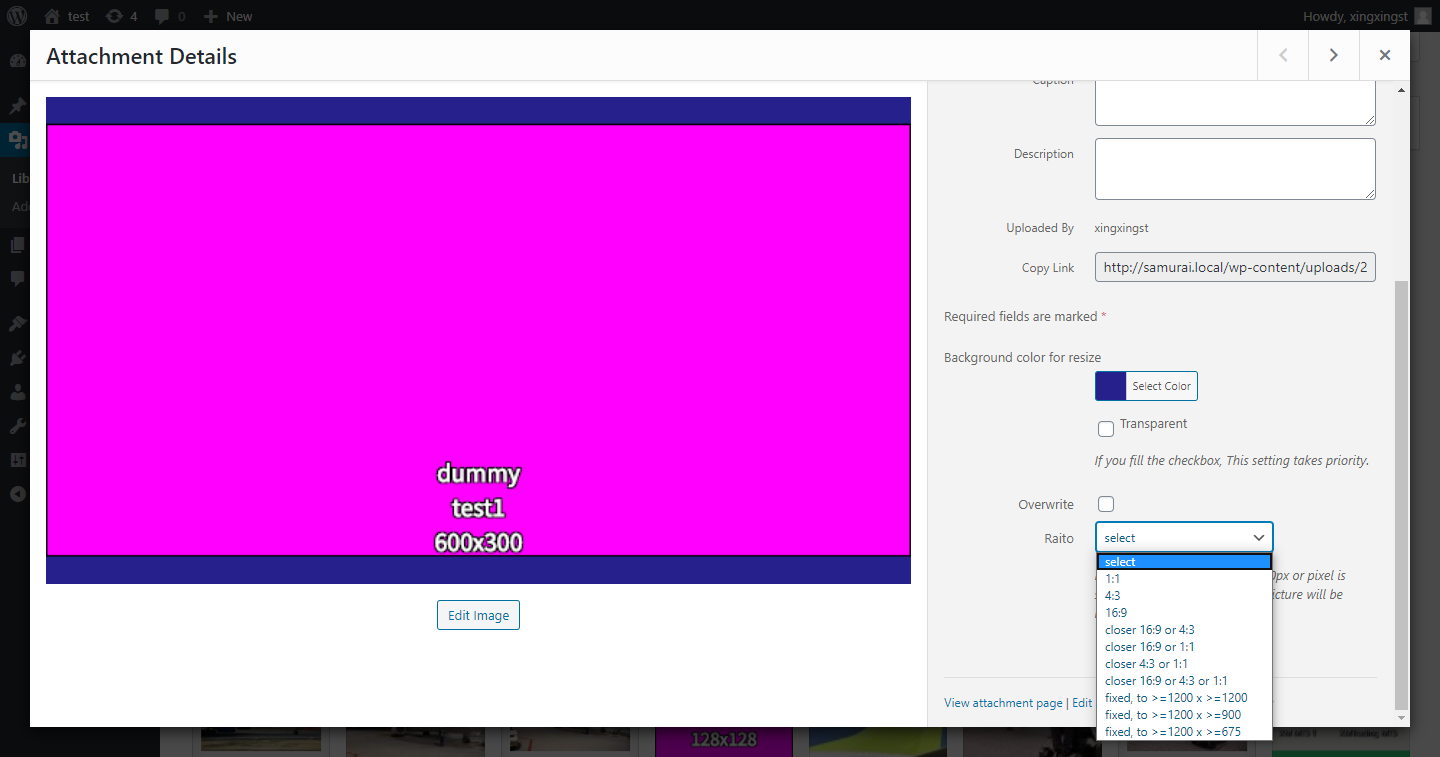 test
4
0
New
Howdy, xingxingst
Attachment Details
Caption
Description
Uploaded By
xingxingst
Copy Link
http://samurai.local/wp-content/uploads/2
Required fields are marked *
Background color for resize
Select Color
Transparent
If you fill the checkbox, This setting takes priority.
Overwrite
Raito
select
select
1:1
4:3
16:9
closer 16:9 or 4:3
closer 16:9 or 1:1
closer 4:3 or 1:1
closer 16:9 or 4:3 or 1:1
fixed, to >=1200 x >=1200
fixed, to >=1200 x >=900
fixed, to >=1200 x >=675
0px or pixel is
icture will be
View attachment page | Edit
dummy
test1
600x300
Edit Image
Lib
Ad
128x128